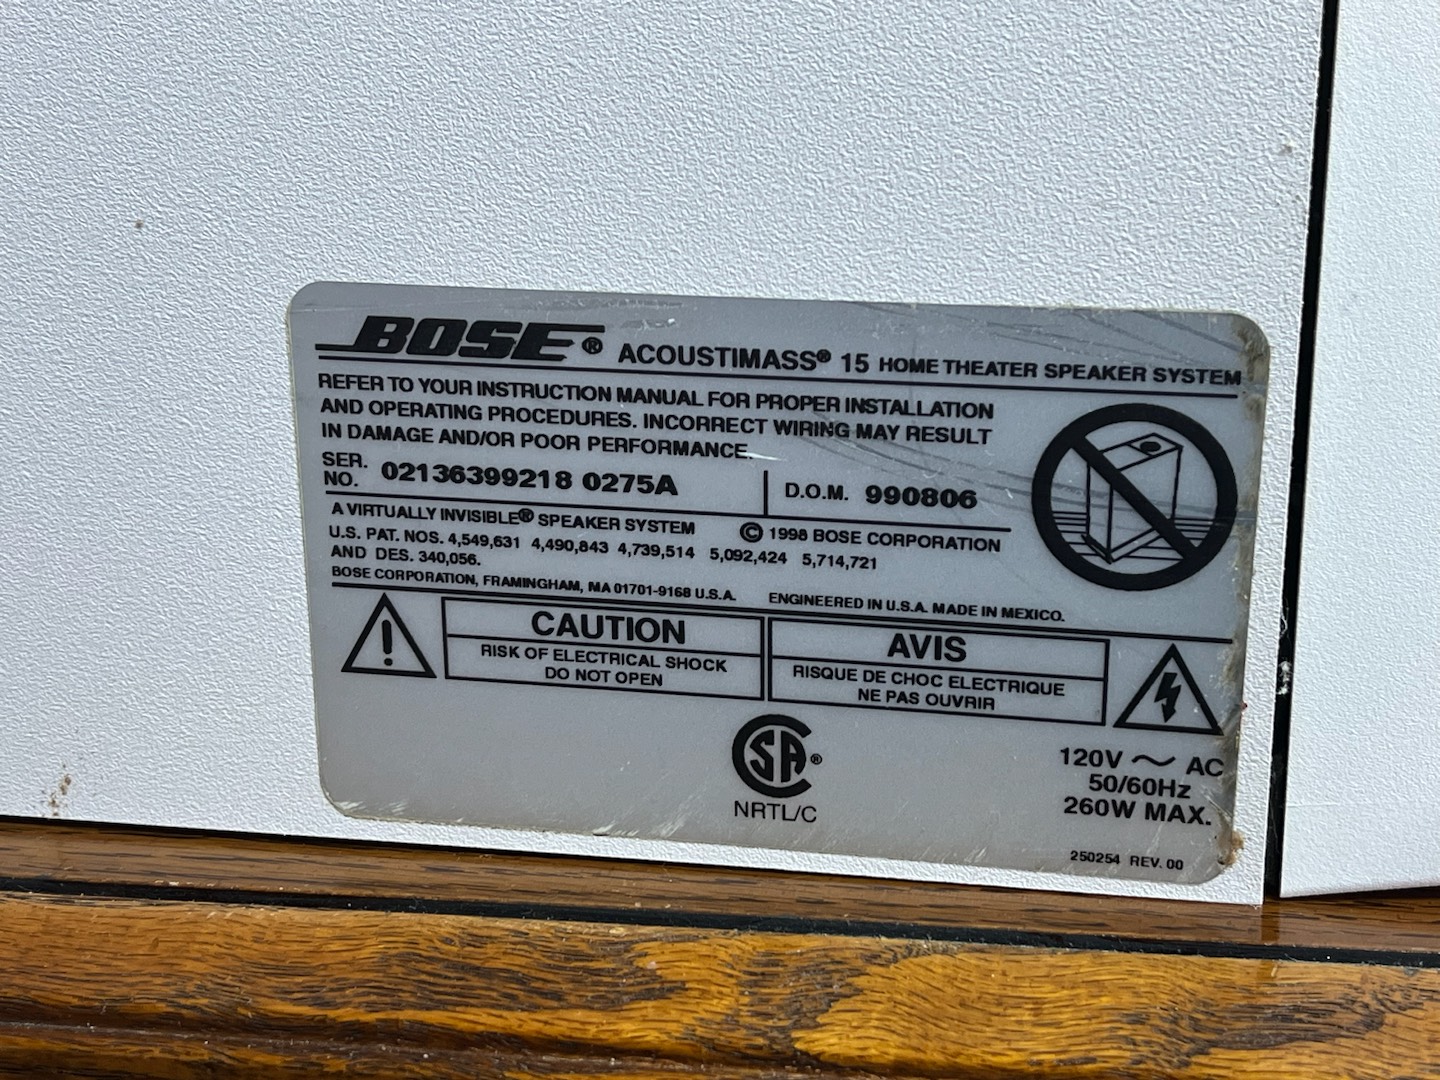 BOSE® ACOUSTIMASS® 15 HOME THEATER SPEAKER SYSTEM
REFER TO YOUR INSTRUCTION MANUAL FOR PROPER INSTALLATION
AND OPERATING PROCEDURES. INCORRECT WIRING MAY RESULT
IN DAMAGE AND/OR POOR PERFORMANCE.
SER. NO. 02136399218 0275A D.O.M. 990806
A VIRTUALLY INVISIBLE® SPEAKER SYSTEM © 1998 BOSE CORPORATION
U.S. PAT. NOS. 4,549,631 4,490,843 4,739,514 5,092,424 5,714,721
AND DES. 340,056.
BOSE CORPORATION, FRAMINGHAM, MA 01701-9168 U.S.A. ENGINEERED IN U.S.A. MADE IN MEXICO.
CAUTION
RISK OF ELECTRICAL SHOCK
DO NOT OPEN
AVIS
RISQUE DE CHOC ELECTRIQUE
NE PAS OUVRIR
SA®
NRTL/C
120V ~ AC
50/60Hz
260W MAX.
250254 REV. 00